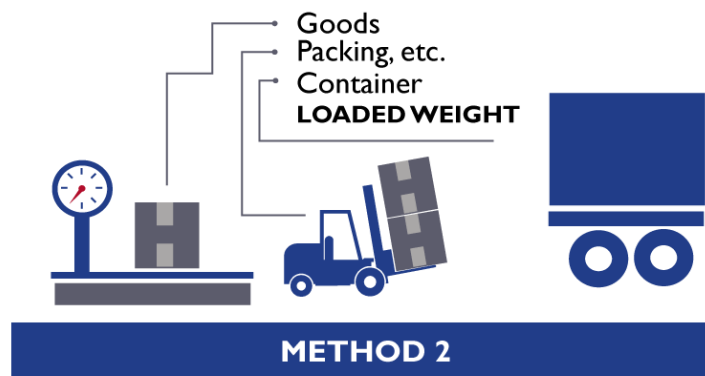 Goods
Packing, etc.
Container
LOADED WEIGHT
METHOD 2